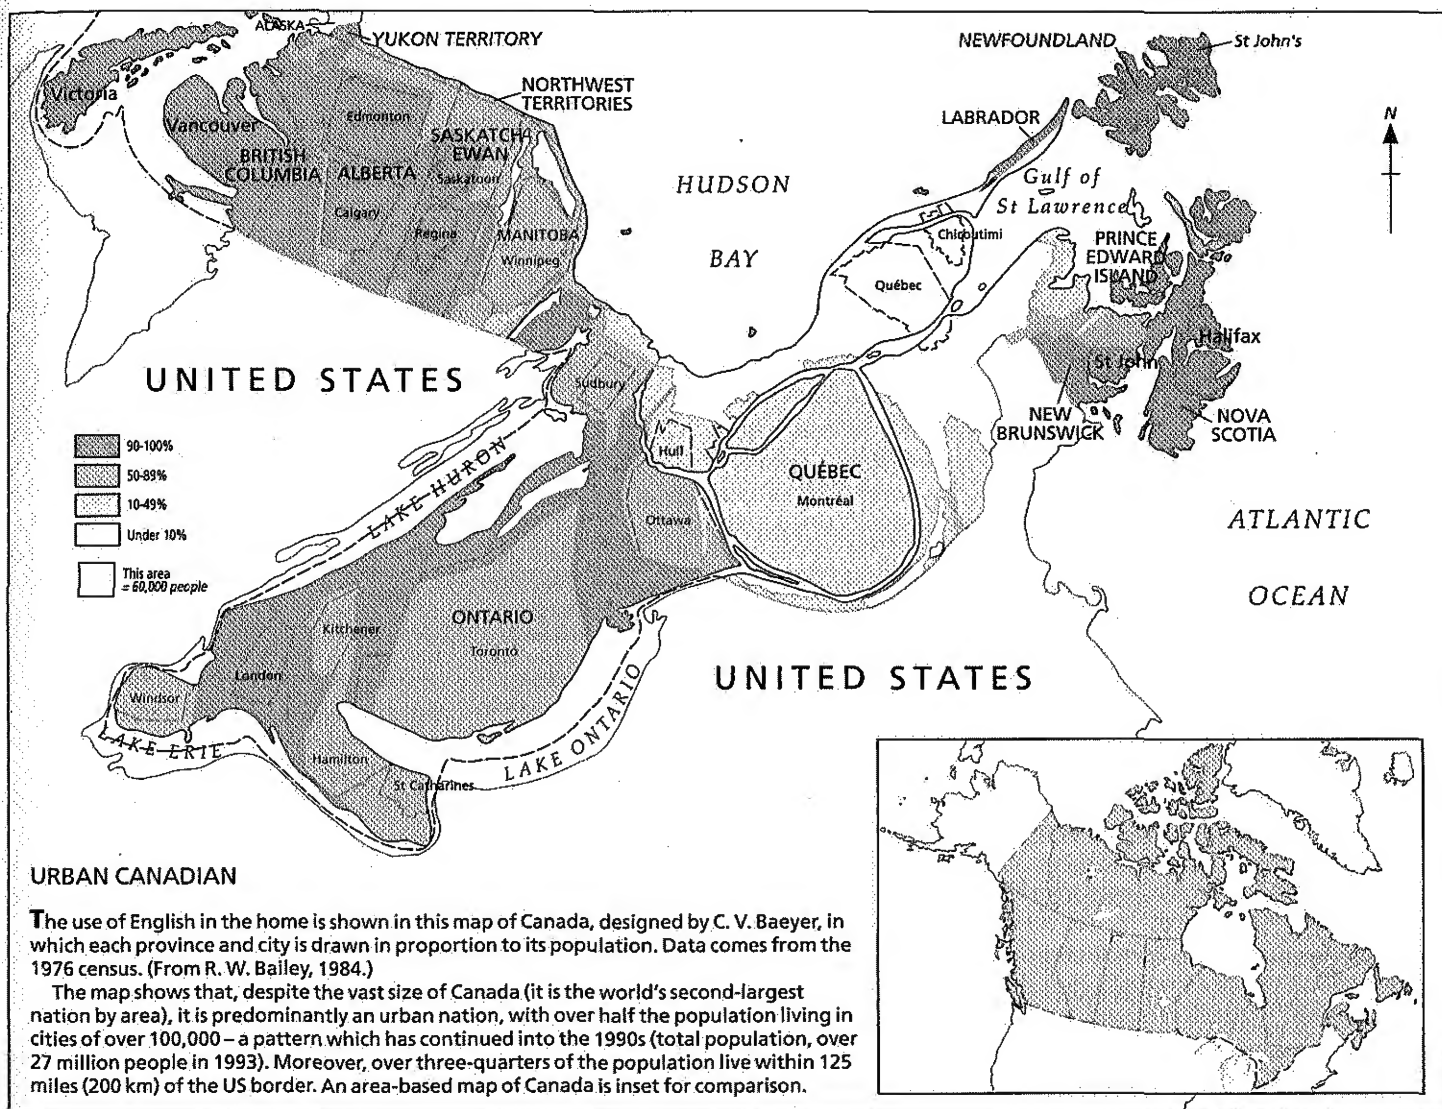 ALASKA
YUKON TERRITORY
NEWFOUNDLAND
St John's
Victoria
NORTHWEST
TERRITORIES
Vancouver
Edmonton
SASKATCH
EWAN
LABRADOR
N
BRITISH
COLUMBIA
ALBERTA
Saskatoon
HUDSON
BAY
Gulf of
St Lawrence
Calgary
Regina
MANITOBA
Winnipeg
Chicoutimi
PRINCE
EDWARD
ISLAND
Québec
Halifax
St John
UNITED STATES
Sudbury
NEW
BRUNSWICK
NOVA
SCOTIA
90-100%
50-89%
10-49%
Under 10%
This area
= 60,000 people
LAKE HURON
Hull
QUÉBEC
Montréal
Ottawa
ATLANTIC
OCEAN
Kitchener
ONTARIO
Toronto
London
Windsor
LAKE ERIE
Hamilton
St Catharines
LAKE ONTARIO
UNITED STATES
URBAN CANADIAN
The use of English in the home is shown in this map of Canada, designed by C. V. Baeyer, in
which each province and city is drawn in proportion to its population. Data comes from the
1976 census. (From R. W. Bailey, 1984.)
The map shows that, despite the vast size of Canada (it is the world's second-largest
nation by area), it is predominantly an urban nation, with over half the population living in
cities of over 100,000 – a pattern which has continued into the 1990s (total population, over
27 million people in 1993). Moreover, over three-quarters of the population live within 125
miles (200 km) of the US border. An area-based map of Canada is inset for comparison.